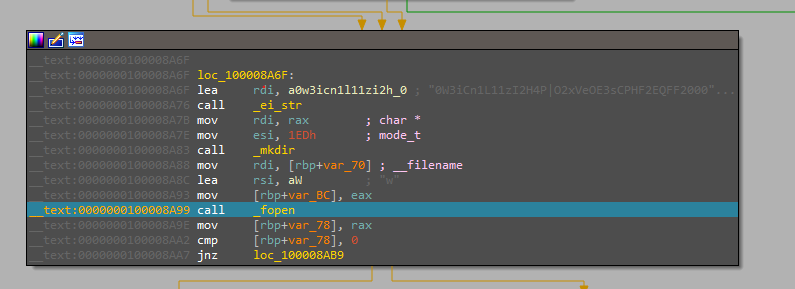 __text:0000000100008A6F
__text:0000000100008A6F loc_100008A6F:
__text:0000000100008A6F lea rdi, a0w3icn1l11zi2h_0 ; "0W3iCn1L11zI2H4P|O2xVeOE3sCPHF2EQFF2000"...
__text:0000000100008A76 call _ei_str
__text:0000000100008A7B mov rdi, rax ; char *
__text:0000000100008A7E mov esi, 1EDh ; mode_t
__text:0000000100008A83 call _mkdir
__text:0000000100008A88 mov rdi, [rbp+var_70] ; __filename
__text:0000000100008A8C lea rsi, aW ; "w"
__text:0000000100008A93 mov [rbp+var_BC], eax
__text:0000000100008A99 call _fopen
__text:0000000100008A9E mov [rbp+var_78], rax
__text:0000000100008AA2 cmp [rbp+var_78], 0
__text:0000000100008AA7 jnz loc_100008AB9